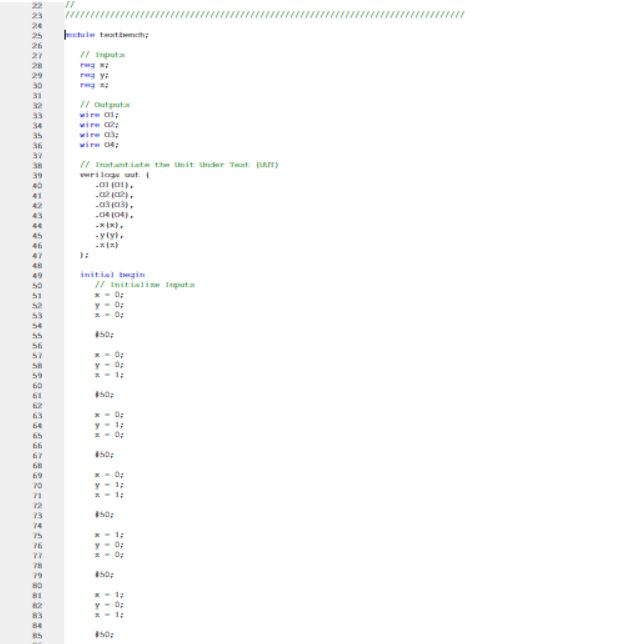 22 //
23 ////////////////////////////////////////////////////////////////////////////////
24
25 module testbench;
26
27 // Inputs
28 reg x;
29 reg y;
30 reg z;
31
32 // Outputs
33 wire O1;
34 wire O2;
35 wire O3;
36 wire O4;
37
38 // Instantiate the Unit Under Test (UUT)
39 verilogs uut (
40 .O1(O1),
41 .O2(O2),
42 .O3(O3),
43 .O4(O4),
44 .x(x),
45 .y(y),
46 .z(z)
47 );
48
49 initial begin
50 // Initialize Inputs
51 x = 0;
52 y = 0;
53 z = 0;
54
55 #50;
56
57 x = 0;
58 y = 0;
59 z = 1;
60
61 #50;
62
63 x = 0;
64 y = 1;
65 z = 0;
66
67 #50;
68
69 x = 0;
70 y = 1;
71 z = 1;
72
73 #50;
74
75 x = 1;
76 y = 0;
77 z = 0;
78
79 #50;
80
81 x = 1;
82 y = 0;
83 z = 1;
84
85 #50;